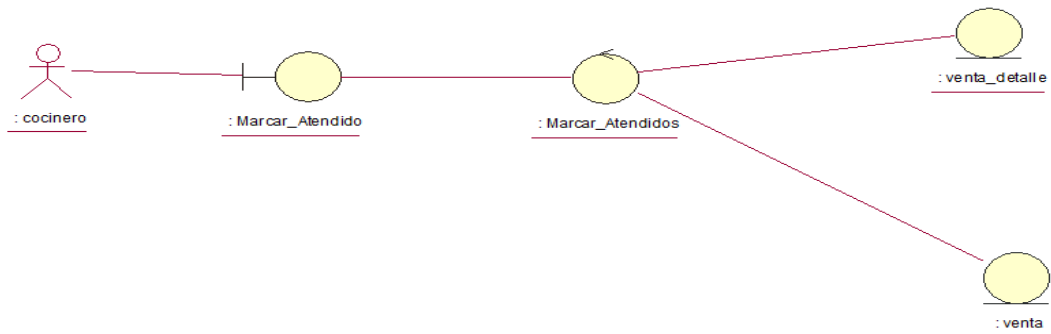 : cocinero
: Marcar_Atendido
: Marcar_Atendidos
: venta_detalle
: venta